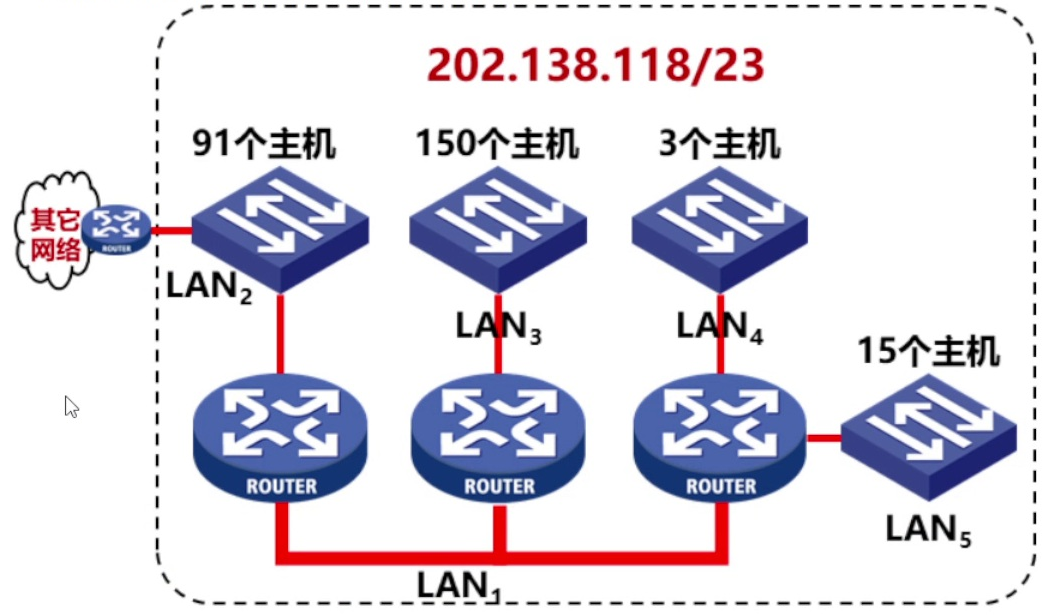 202.138.118/23
91个主机
150个主机
3个主机
其它
网络
ROUTER
LAN2
LAN3
LAN4
15个主机
ROUTER
ROUTER
ROUTER
LAN5
LAN1